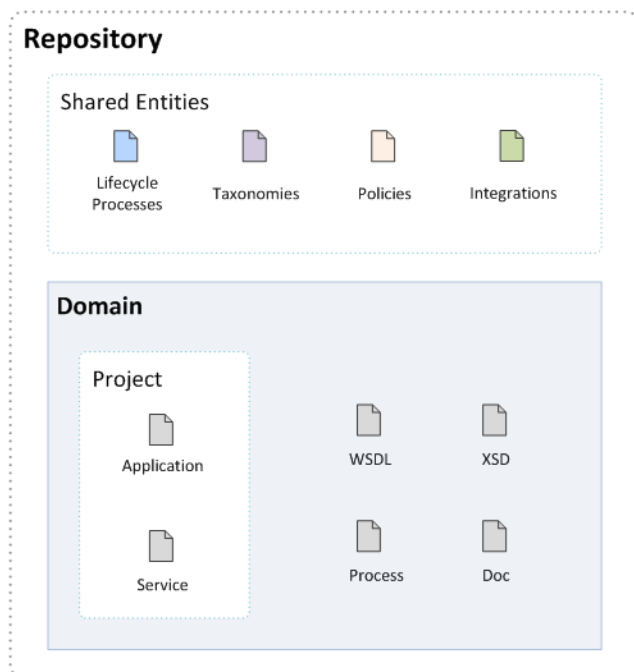 Repository
Shared Entities
Lifecycle
Processes
Taxonomies
Policies
Integrations
Domain
Project
Application
WSDL
XSD
Service
Process
Doc